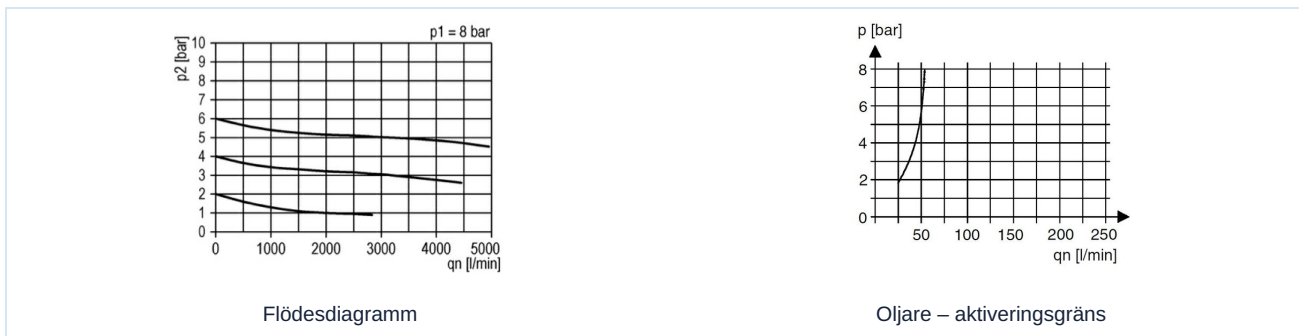 p1 = 8 bar
p2 [bar]
10
9
8
7
6
5
4
3
2
1
0
0 1000 2000 3000 4000 5000
qn [l/min]
Flödesdiagramm
p [bar]
8
6
4
2
0
50 100 150 200 250
qn [l/min]
Oljare – aktiveringsgräns